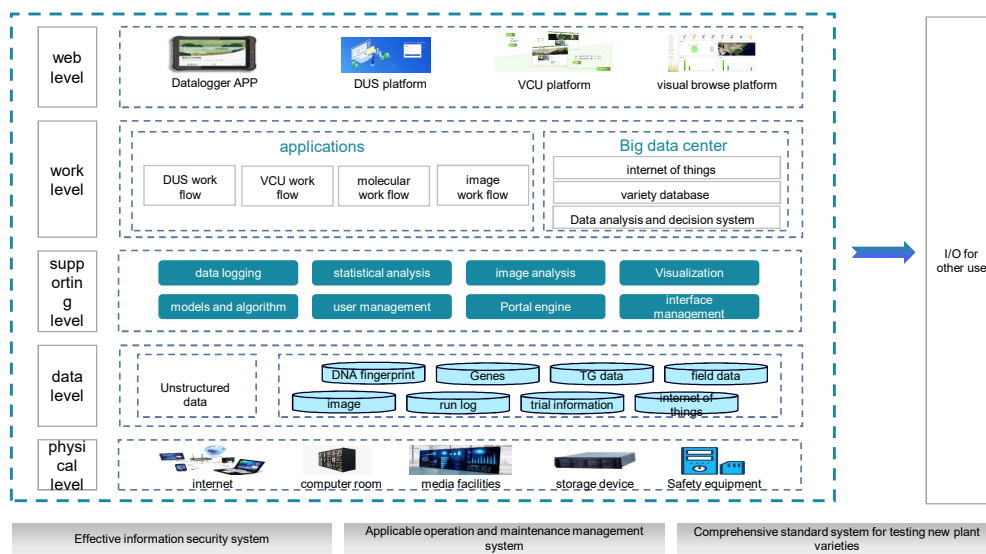 web
level
Datalogger APP
DUS platform
VCU platform
visual browse platform
work
level
applications
DUS work
flow
VCU work
flow
molecular
work flow
image
work flow
Big data center
internet of things
variety database
Data analysis and decision system
supp
ortin
g
level
data logging
statistical analysis
image analysis
Visualization
models and algorithm
user management
Portal engine
interface
management
data
level
Unstructured
data
DNA fingerprint
Genes
TG data
field data
image
run log
trial information
internet of
things
physi
cal
level
internet
computer room
media facilities
storage device
Safety equipment
I/O for
other use
Effective information security system
Applicable operation and maintenance management
system
Comprehensive standard system for testing new plant
varieties